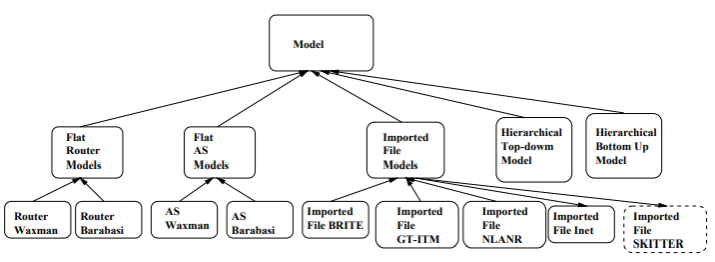 Model
Flat
Router
Models
Flat
AS
Models
Imported
File
Models
Hierarchical
Top-dowm
Model
Hierarchical
Bottom Up
Model
Router
Waxman
Router
Barabasi
AS
Waxman
AS
Barabasi
Imported
File BRITE
Imported
File
GT-ITM
Imported
File
NLANR
Imported
File Inet
Imported
File
SKITTER